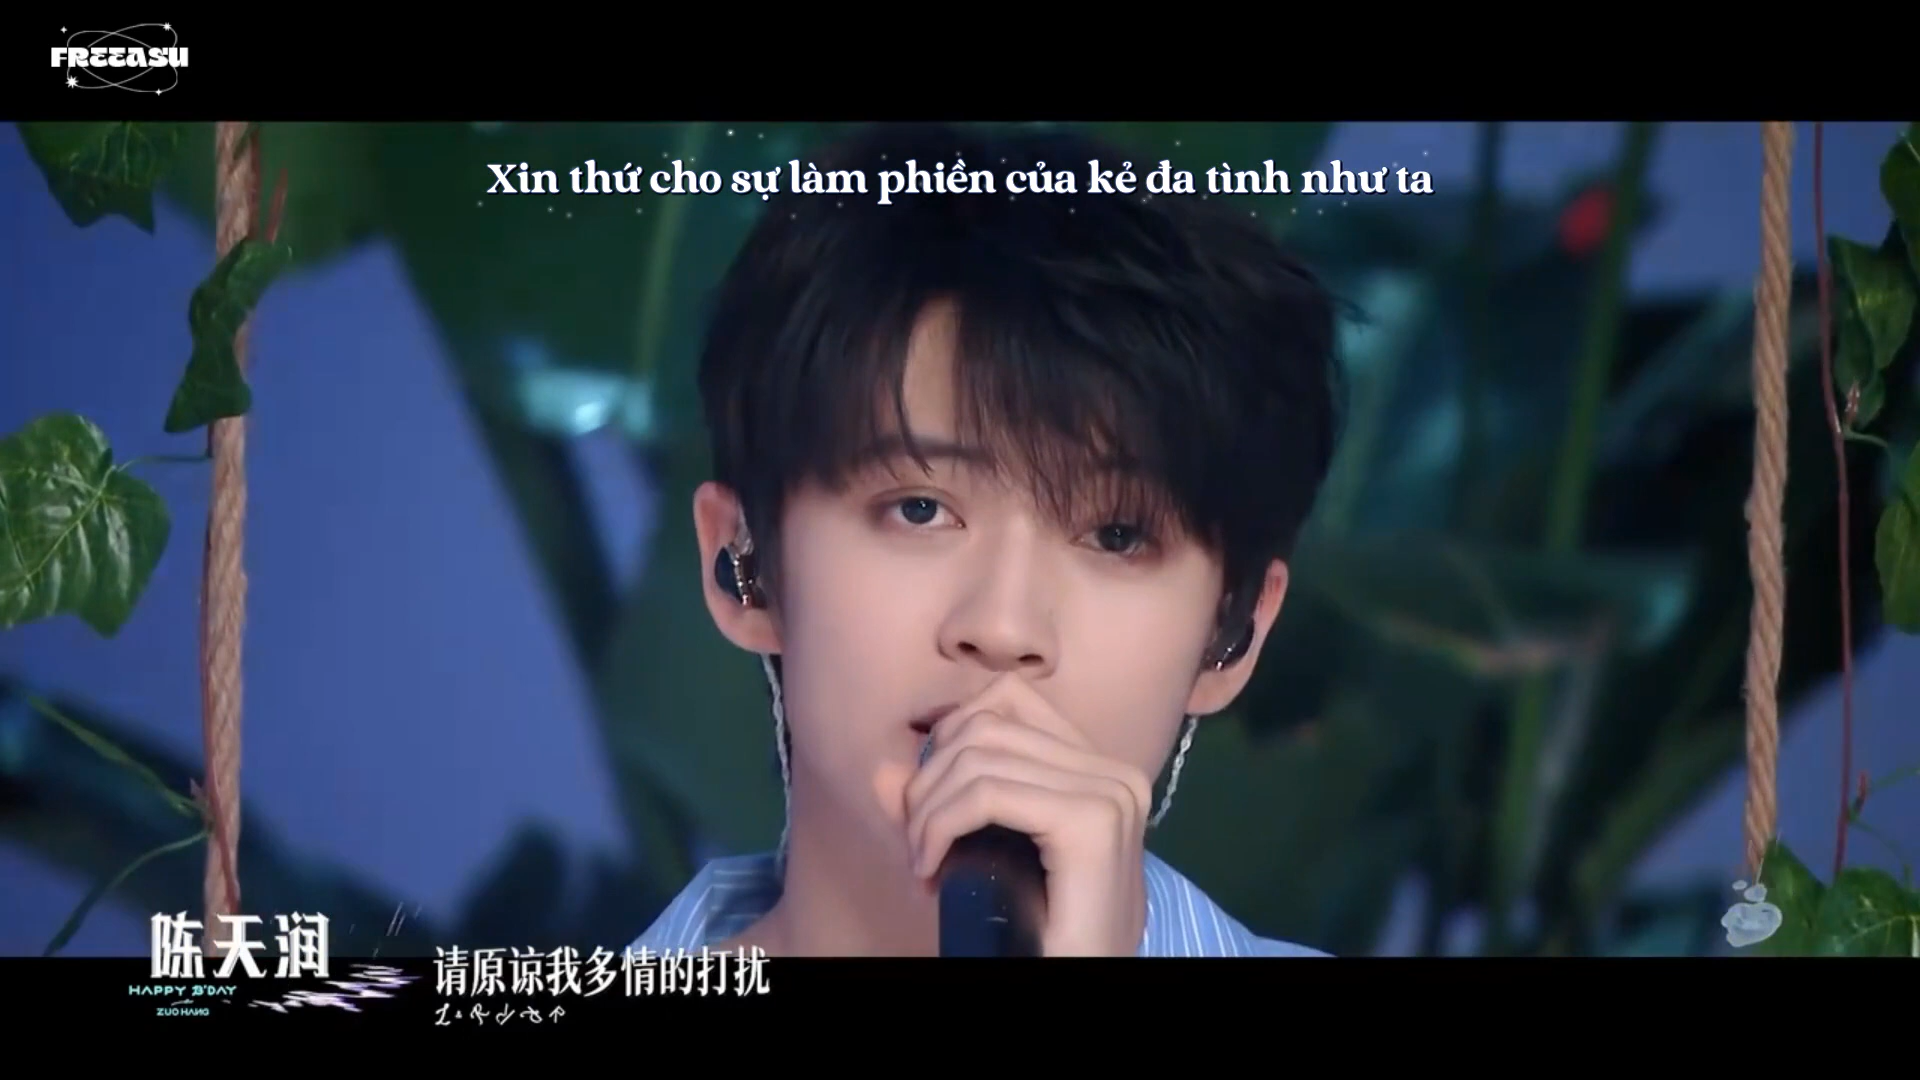 FREEASU
Xin thứ cho sự làm phiền của kẻ đa tình như ta
陈天润
HAPPY B'DAY
ZUO HANG
请原谅我多情的打扰